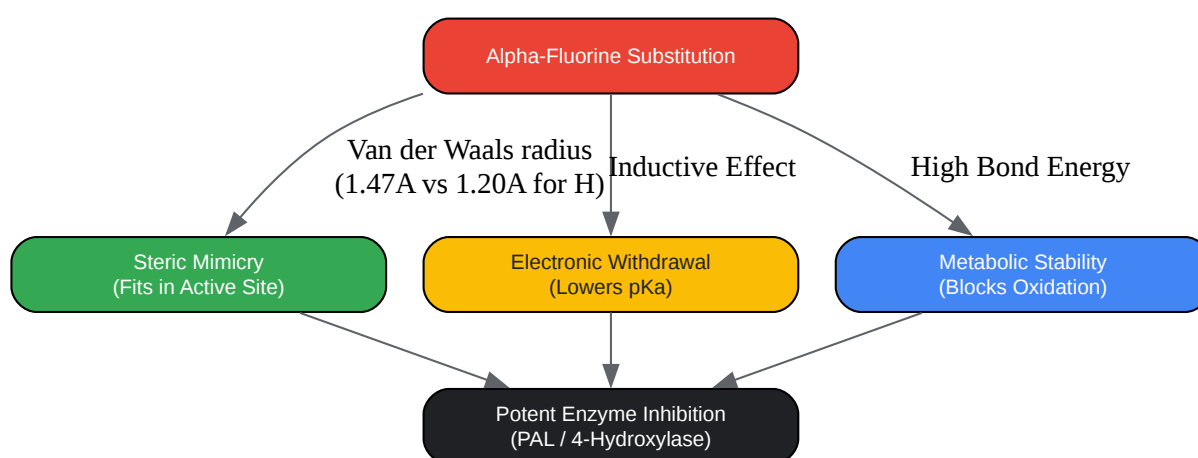 Alpha-Fluorine Substitution
Van der Waals radius
(1.47A vs 1.20A for H)
Inductive Effect
High Bond Energy
Steric Mimicry
(Fits in Active Site)
Electronic Withdrawal
(Lowers pKa)
Metabolic Stability
(Blocks Oxidation)
Potent Enzyme Inhibition
(PAL / 4-Hydroxylase)